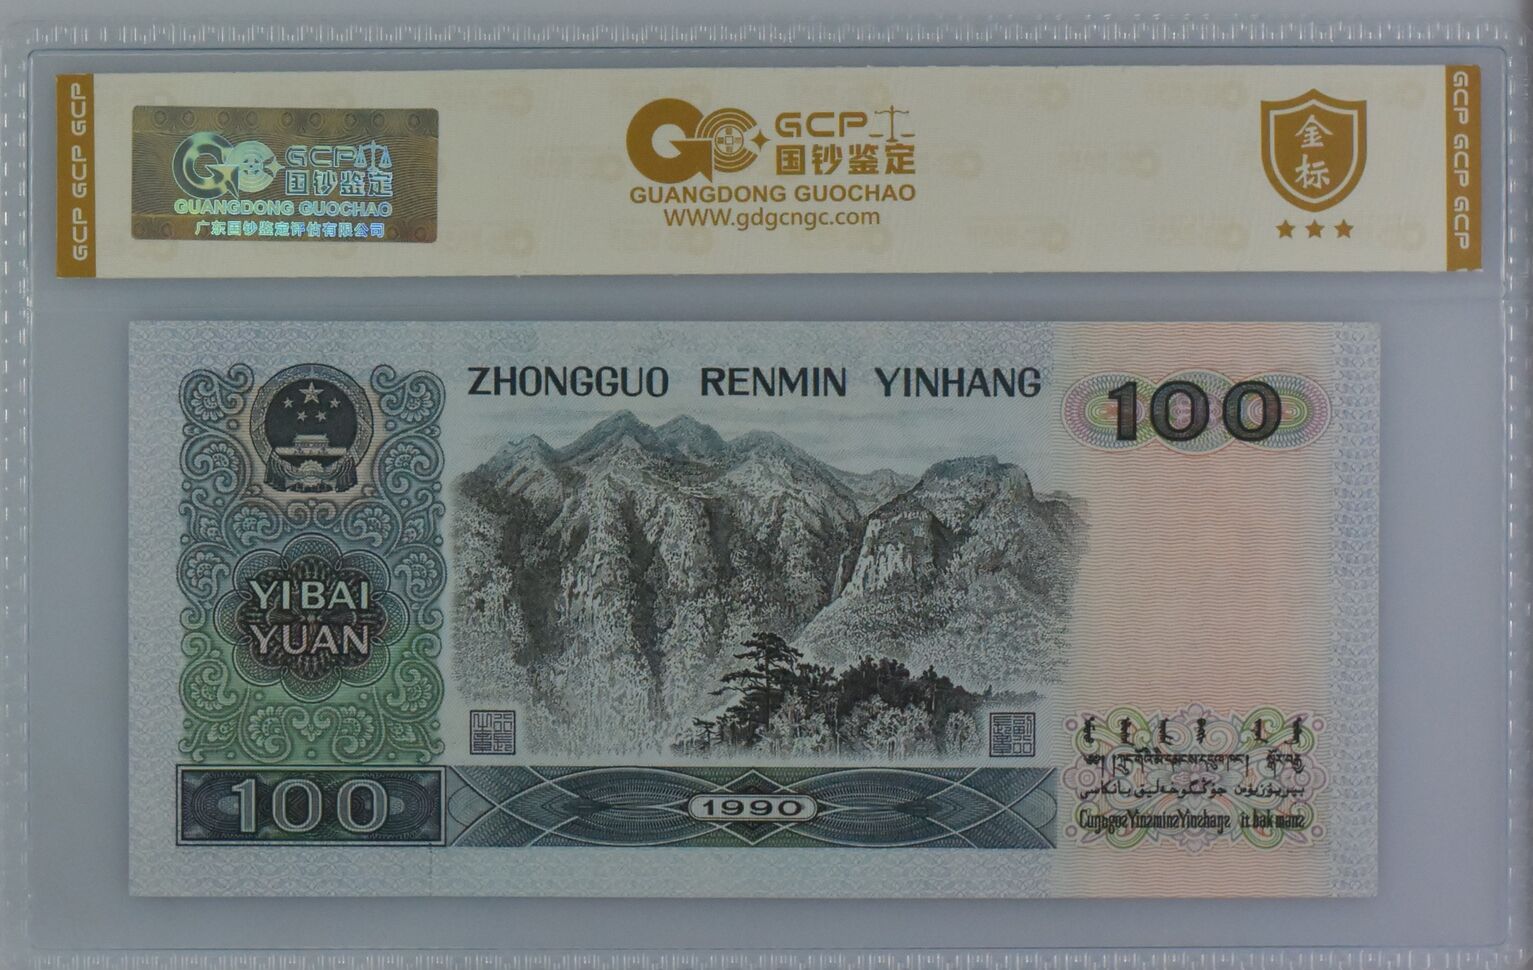 GCP GCP GCP
GCP
国钞鉴定
GUANGDONG GUOCHAO
广东国钞鉴定评估有限公司
GCP
国钞鉴定
GUANGDONG GUOCHAO
WWW.gdgcngc.com
金标
GCP GCP GCP
ZHONGGUO RENMIN YINHANG
100
YIBAI
YUAN
100
1990